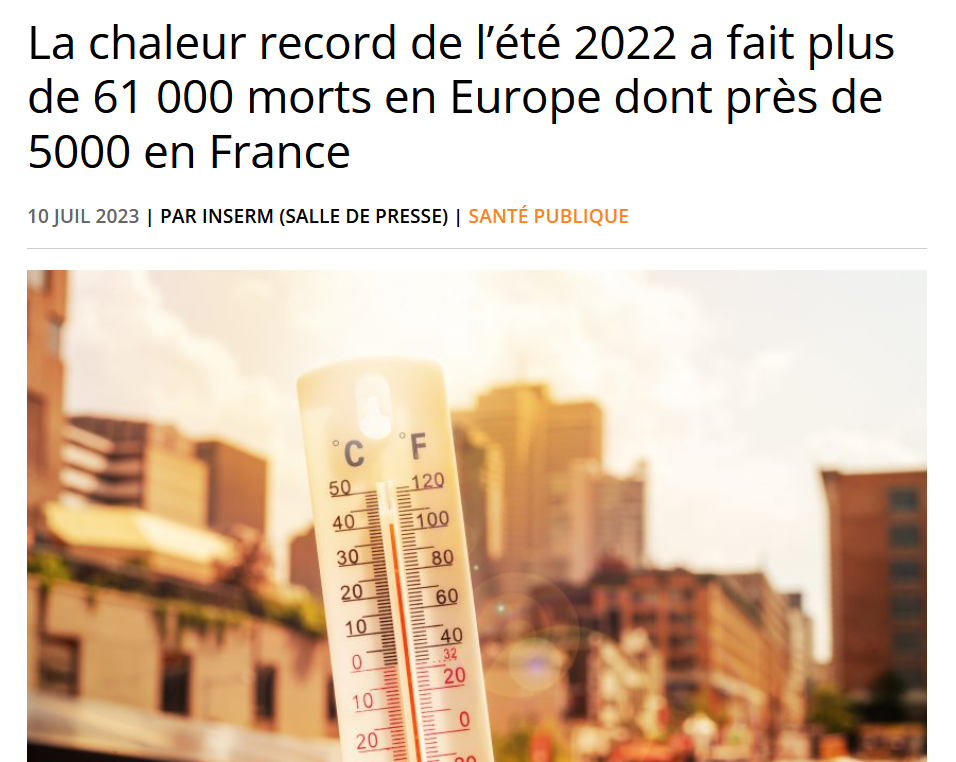 La chaleur record de l’été 2022 a fait plus
de 61 000 morts en Europe dont près de
5000 en France
10 JUIL 2023 | PAR INSERM (SALLE DE PRESSE) | SANTÉ PUBLIQUE
°C °F
50 120
40 100
30 80
20 60
10 40
32
0 20
10 0
20